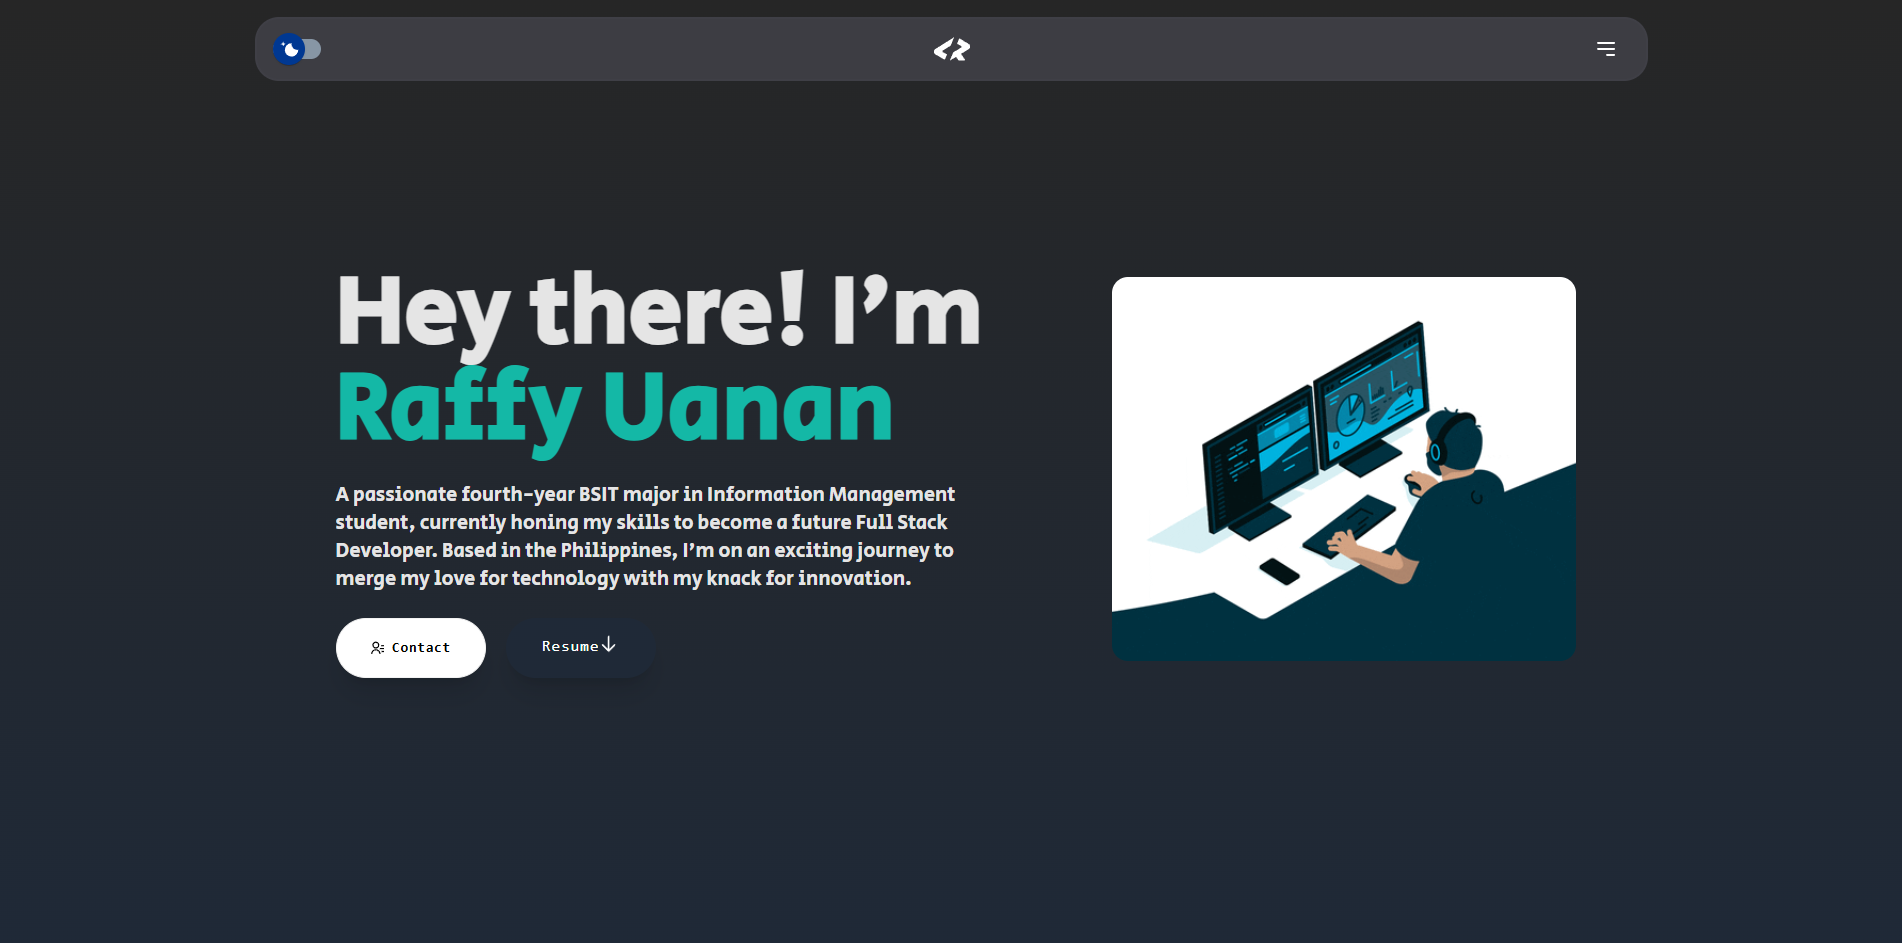 Hey there! I’m
Raffy Uanan
A passionate fourth-year BSIT major in Information Management
student, currently honing my skills to become a future Full Stack
Developer. Based in the Philippines, I’m on an exciting journey to
merge my love for technology with my knack for innovation.
Contact
Resume